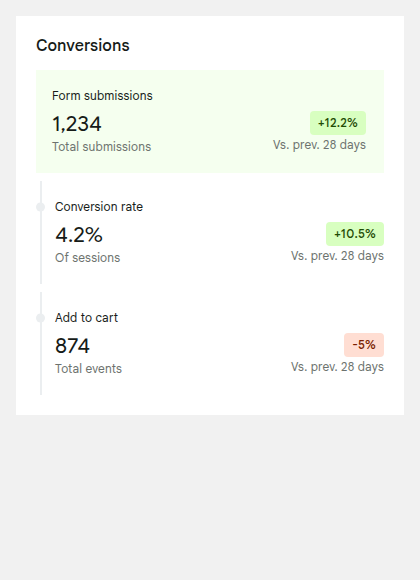 Conversions
Form submissions
1,234
+12.2%
Total submissions
Vs. prev. 28 days
Conversion rate
4.2%
+10.5%
Of sessions
Vs. prev. 28 days
Add to cart
874
-5%
Total events
Vs. prev. 28 days